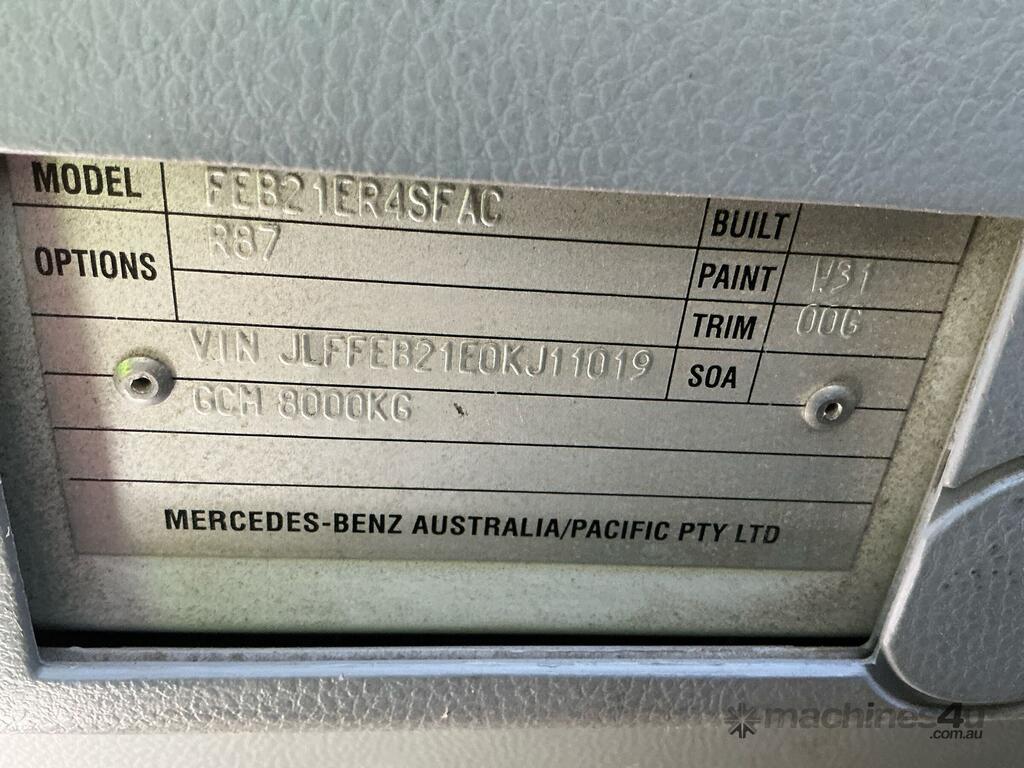 MODEL FEB21ER4SFAC
BUILT
OPTIONS R87
PAINT W31
TRIM 00G
VIN JLFFEB21E0KJ11019
SOA
GCM 8000KG
MERCEDES-BENZ AUSTRALIA/PACIFIC PTY LTD
machines4u
.com.au